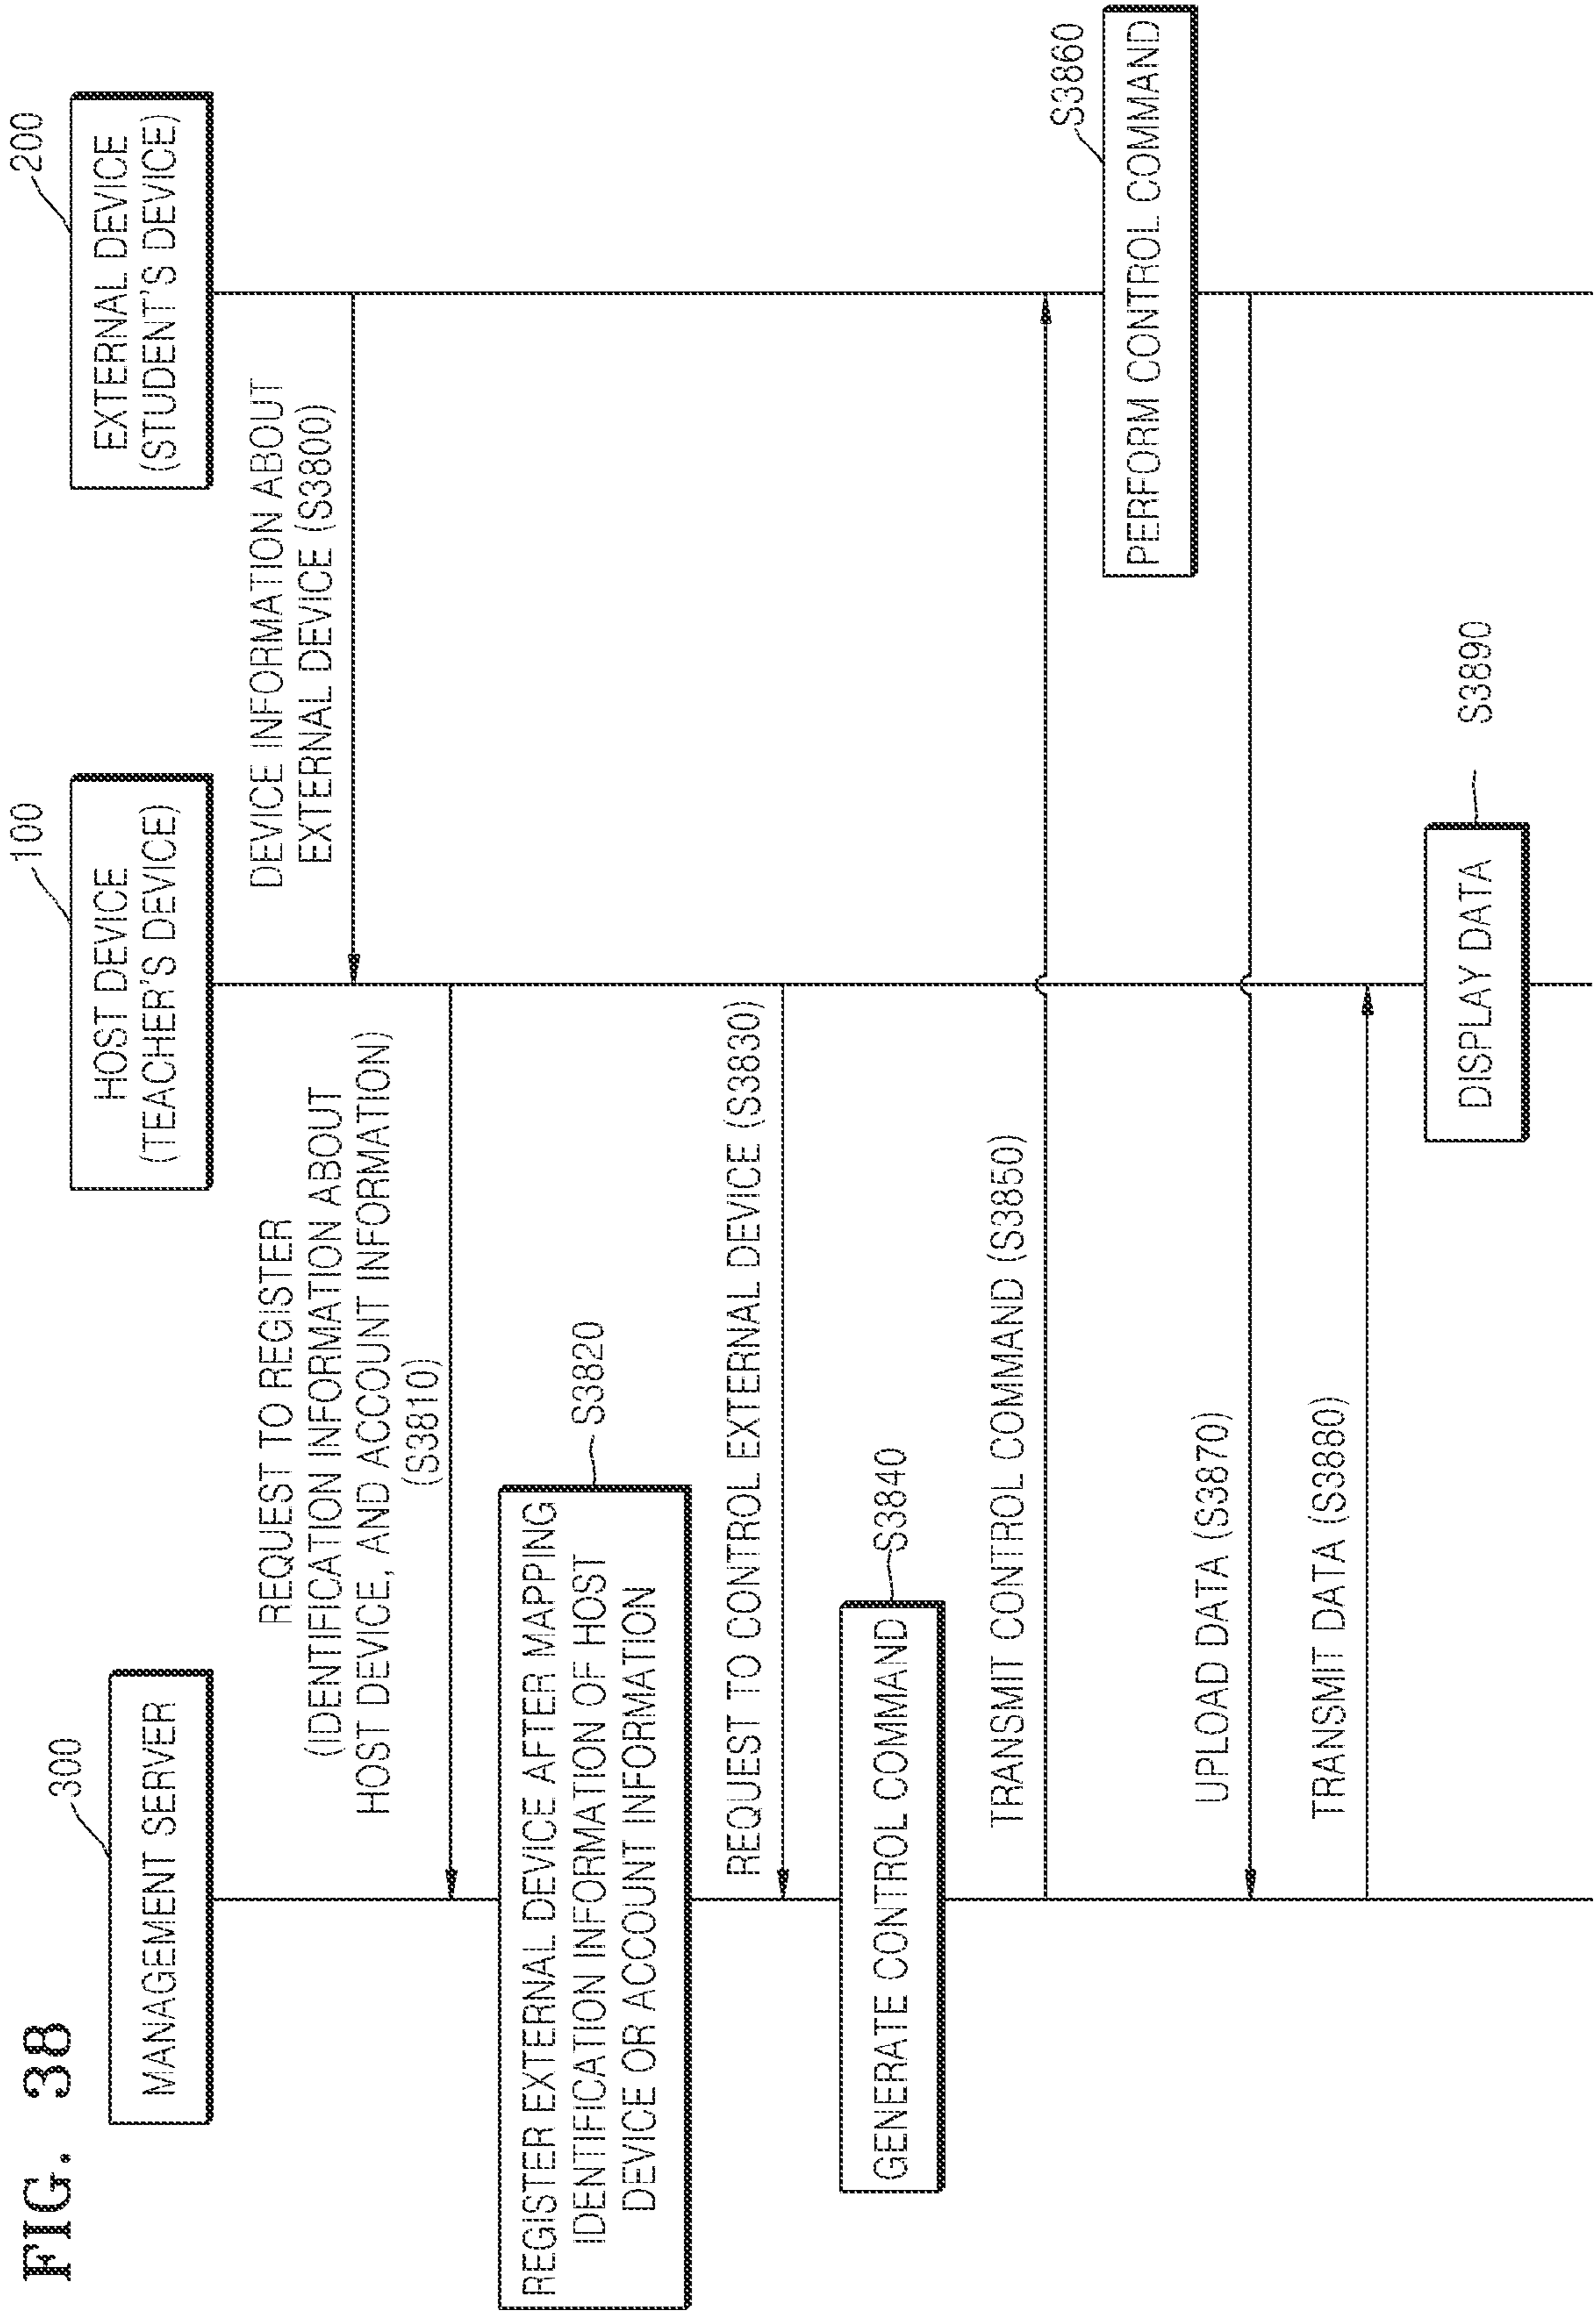 FIG. 38
300
MANAGEMENT SERVER
100
HOST DEVICE
(TEACHER'S DEVICE)
200
EXTERNAL DEVICE
(STUDENT'S DEVICE)
DEVICE INFORMATION ABOUT
EXTERNAL DEVICE (S3800)
REQUEST TO REGISTER
(IDENTIFICATION INFORMATION ABOUT
HOST DEVICE, AND ACCOUNT INFORMATION)
(S3810)
REGISTER EXTERNAL DEVICE AFTER MAPPING
IDENTIFICATION INFORMATION OF HOST
DEVICE OR ACCOUNT INFORMATION
S3820
REQUEST TO CONTROL EXTERNAL DEVICE (S3830)
GENERATE CONTROL COMMAND
S3840
TRANSMIT CONTROL COMMAND (S3850)
S3860
PERFORM CONTROL COMMAND
UPLOAD DATA (S3870)
TRANSMIT DATA (S3880)
DISPLAY DATA
S3890